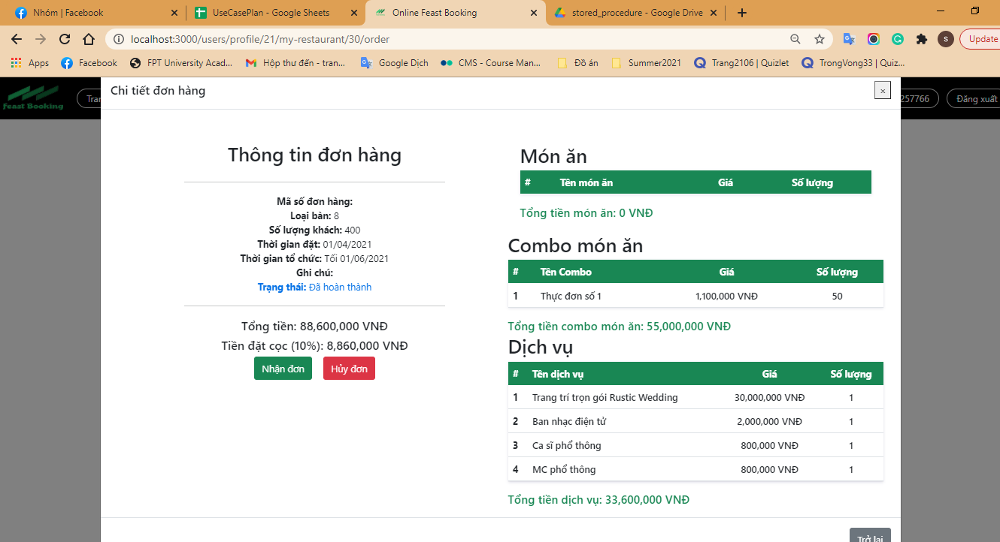 Nhóm | Facebook
UseCasePlan - Google Sheets
Online Feast Booking
stored_procedure - Google Drive
localhost:3000/users/profile/21/my-restaurant/30/order
S
Update
Apps
Facebook
FPT University Acad...
Hộp thư đến - tran...
Google Dịch
CMS - Course Man...
Đồ án
Summer2021
Trang2106 | Quizlet
TrongVong33 | Quiz...
Feast Booking
Chi tiết đơn hàng
×
257766
Đăng xuất
Thông tin đơn hàng
Mã số đơn hàng:
Loại bàn: 8
Số lượng khách: 400
Thời gian đặt: 01/04/2021
Thời gian tổ chức: Tối 01/06/2021
Ghi chú:
Trạng thái: Đã hoàn thành
Tổng tiền: 88,600,000 VNĐ
Tiền đặt cọc (10%): 8,860,000 VNĐ
Nhận đơn
Hủy đơn
Món ăn
# Tên món ăn Giá Số lượng
Tổng tiền món ăn: 0 VNĐ
Combo món ăn
# Tên Combo Giá Số lượng
1 Thực đơn số 1 1,100,000 VNĐ 50
Tổng tiền combo món ăn: 55,000,000 VNĐ
Dịch vụ
# Tên dịch vụ Giá Số lượng
1 Trang trí trọn gói Rustic Wedding 30,000,000 VNĐ 1
2 Ban nhạc điện tử 2,000,000 VNĐ 1
3 Ca sĩ phổ thông 800,000 VNĐ 1
4 MC phổ thông 800,000 VNĐ 1
Tổng tiền dịch vụ: 33,600,000 VNĐ
Trở lại